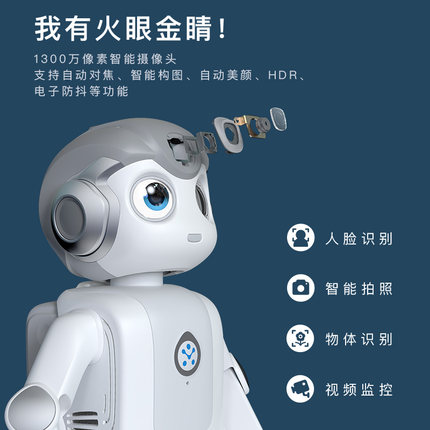 我有火眼金睛!
1300万像素智能摄像头
支持自动对焦、智能构图、自动美颜、HDR、
电子防抖等功能
人脸识别
智能拍照
物体识别
视频监控